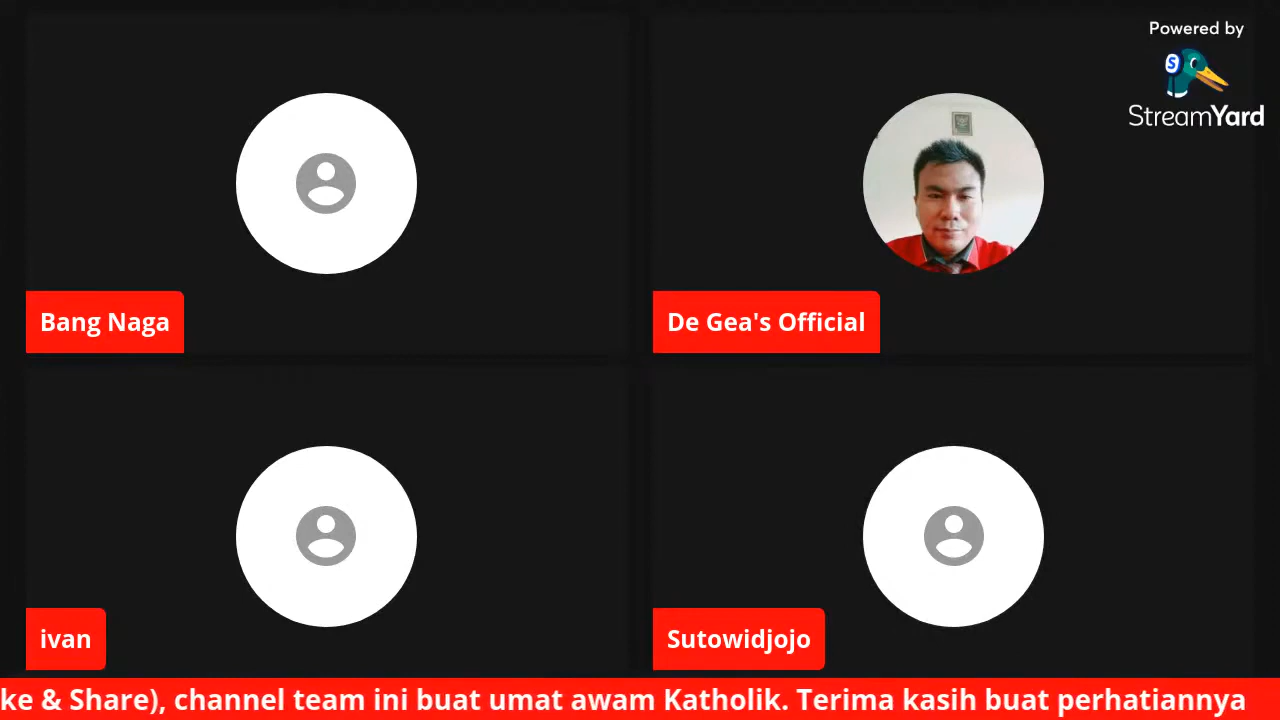 Powered by
StreamYard
Bang Naga
De Gea's Official
ivan
Sutowidjojo
ke & Share), channel team ini buat umat awam Katholik. Terima kasih buat perhatiannya